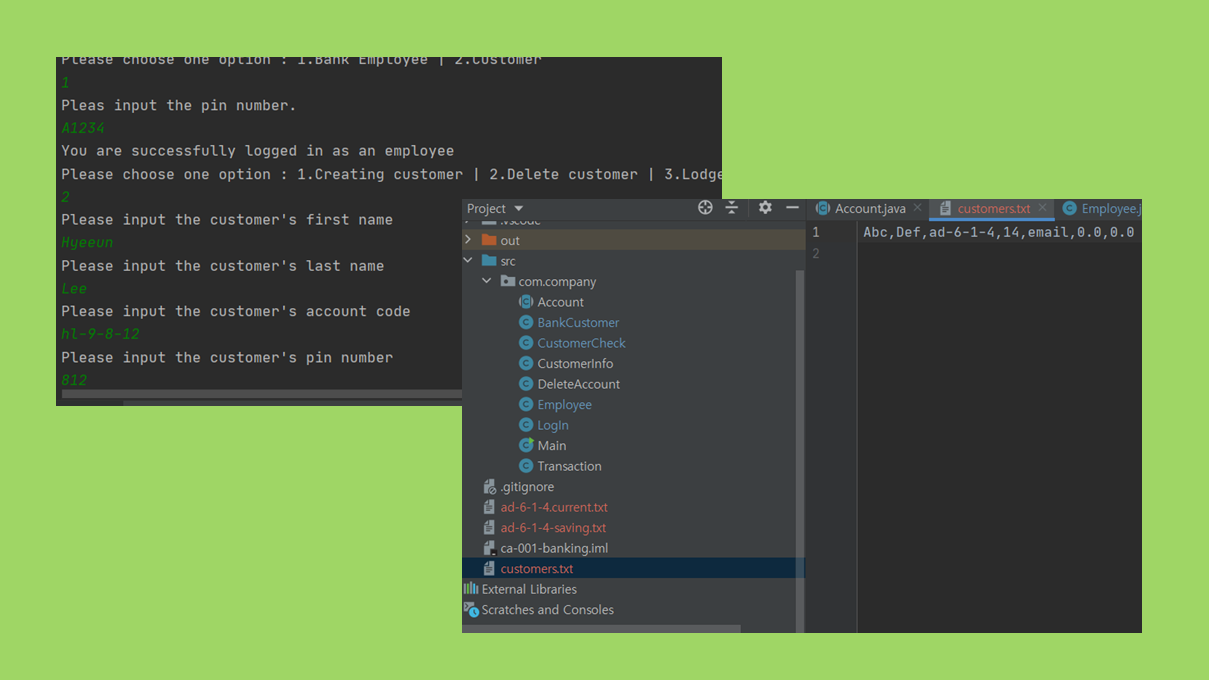 Please choose one option : 1.Bank Employee | 2.Customer
1
Pleas input the pin number.
A1234
You are successfully logged in as an employee
Please choose one option : 1.Creating customer | 2.Delete customer | 3.Lodge
2
Please input the customer's first name
Hyeeun
Please input the customer's last name
Lee
Please input the customer's account code
hl-9-8-12
Please input the customer's pin number
812
Project
.vscode
out
src
com.company
Account
BankCustomer
CustomerCheck
CustomerInfo
DeleteAccount
Employee
LogIn
Main
Transaction
.gitignore
ad-6-1-4.current.txt
ad-6-1-4-saving.txt
ca-001-banking.iml
customers.txt
External Libraries
Scratches and Consoles
Account.java customers.txt Employee.j
1 Abc,Def,ad-6-1-4,14,email,0.0,0.0
2